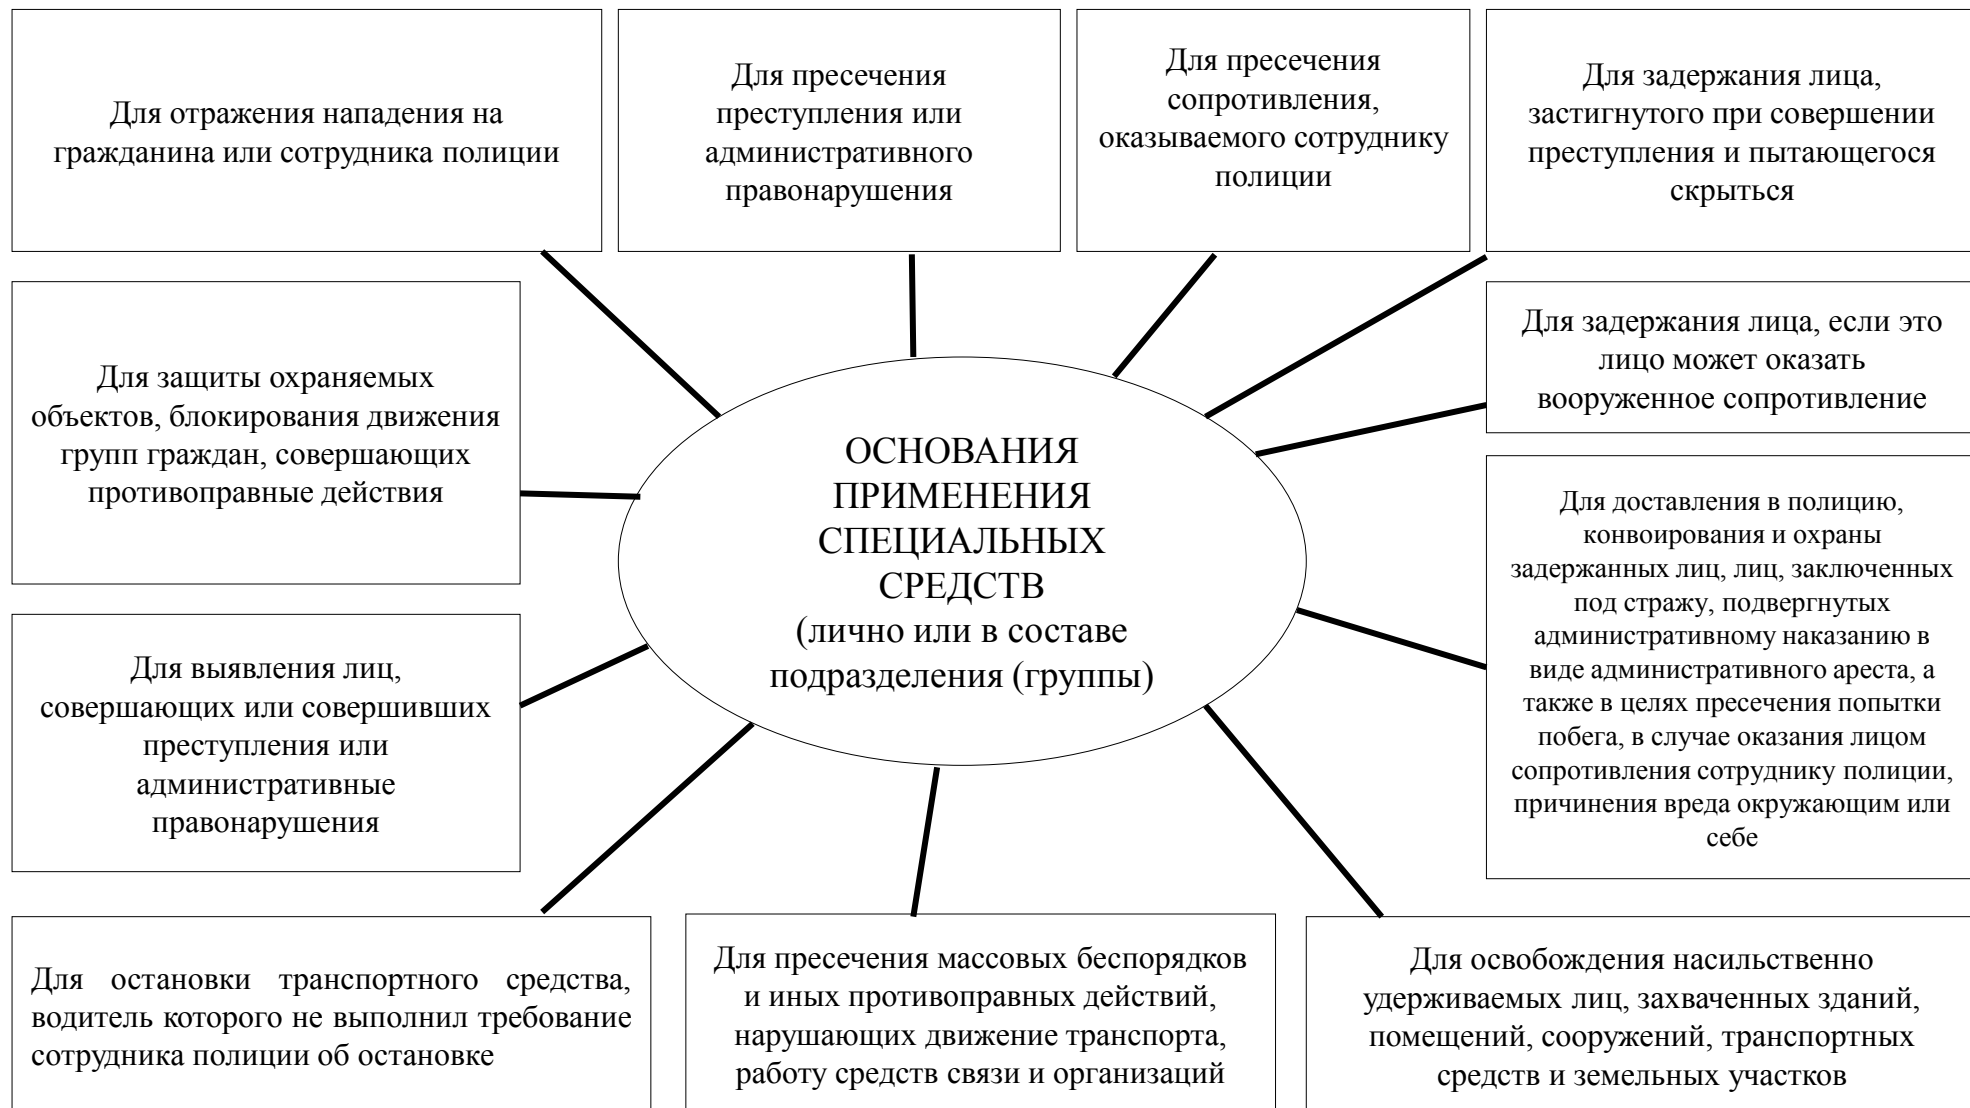 Для отражения нападения на
гражданина или сотрудника полиции
Для пресечения
преступления или
административного
правонарушения
Для пресечения
сопротивления,
оказываемого сотруднику
полиции
Для задержания лица,
застигнутого при совершении
преступления и пытающегося
скрыться
Для защиты охраняемых
объектов, блокирования движения
групп граждан, совершающих
противоправные действия
Для задержания лица, если это
лицо может оказать
вооруженное сопротивление
ОСНОВАНИЯ
ПРИМЕНЕНИЯ
СПЕЦИАЛЬНЫХ
СРЕДСТВ
(лично или в составе
подразделения (группы)
Для доставления в полицию,
конвоирования и охраны
задержанных лиц, лиц, заключенных
под стражу, подвергнутых
административному наказанию в
виде административного ареста, а
также в целях пресечения попытки
побега, в случае оказания лицом
сопротивления сотруднику полиции,
причинения вреда окружающим или
себе
Для выявления лиц,
совершающих или совершивших
преступления или
административные
правонарушения
Для остановки транспортного средства,
водитель которого не выполнил требование
сотрудника полиции об остановке
Для пресечения массовых беспорядков
и иных противоправных действий,
нарушающих движение транспорта,
работу средств связи и организаций
Для освобождения насильственно
удерживаемых лиц, захваченных зданий,
помещений, сооружений, транспортных
средств и земельных участков